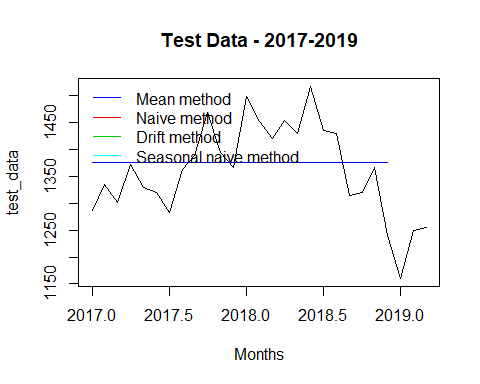 Test Data - 2017-2019
Mean method
Naive method
Drift method
Seasonal naive method
test_data
1150
1250
1350
1450
2017.0 2017.5 2018.0 2018.5 2019.0
Months